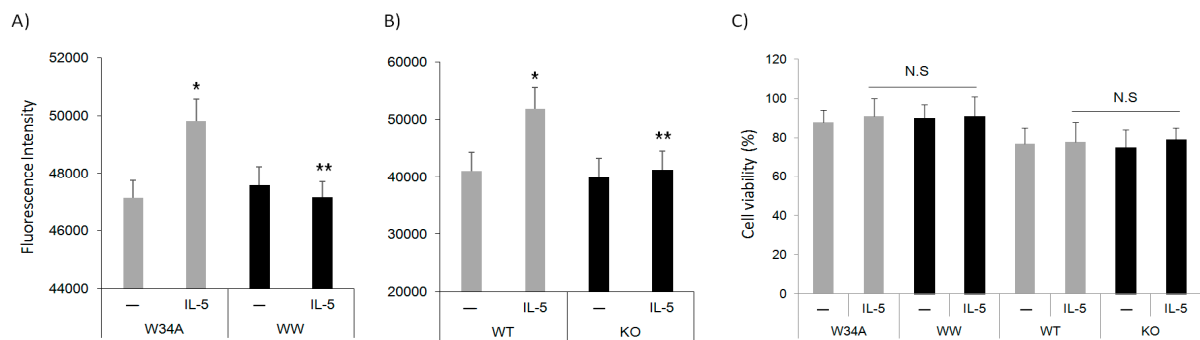 A)
Fluorescence Intensity
52000
50000
48000
46000
44000
*
**
— IL-5 — IL-5
W34A WW
B)
60000
50000
40000
30000
20000
*
**
— IL-5 — IL-5
WT KO
C)
Cell viability (%)
120
100
80
60
40
20
0
N.S
N.S
— IL-5 — IL-5 — IL-5 — IL-5
W34A WW WT KO